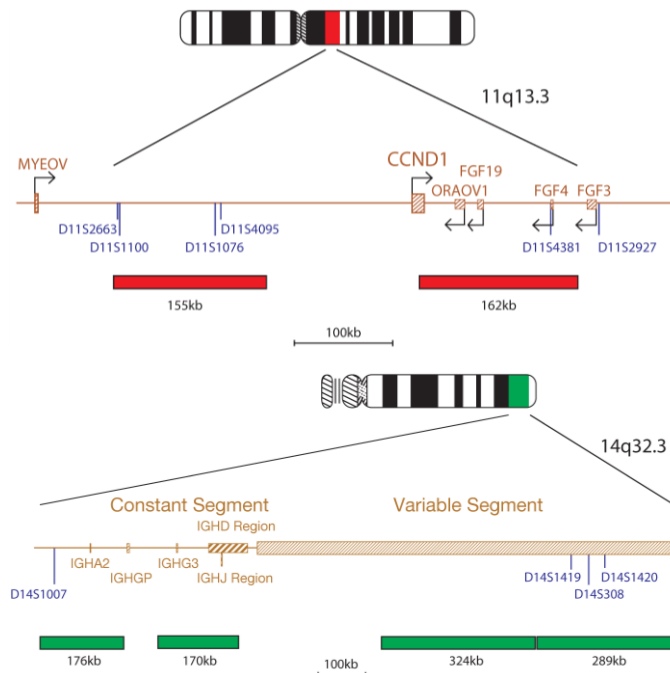 11q13.3
MYEOV
CCND1
FGF19
ORAOV1
FGF4
FGF3
D11S2663
D11S4095
D11S1100
D11S1076
D11S4381
D11S2927
155kb
162kb
100kb
14q32.3
Constant Segment
Variable Segment
IGHD Region
IGHA2
IGHG3
IGHGP
IGHJ Region
D14S1007
D14S1419
D14S1420
D14S308
176kb
170kb
100kb
324kb
289kb